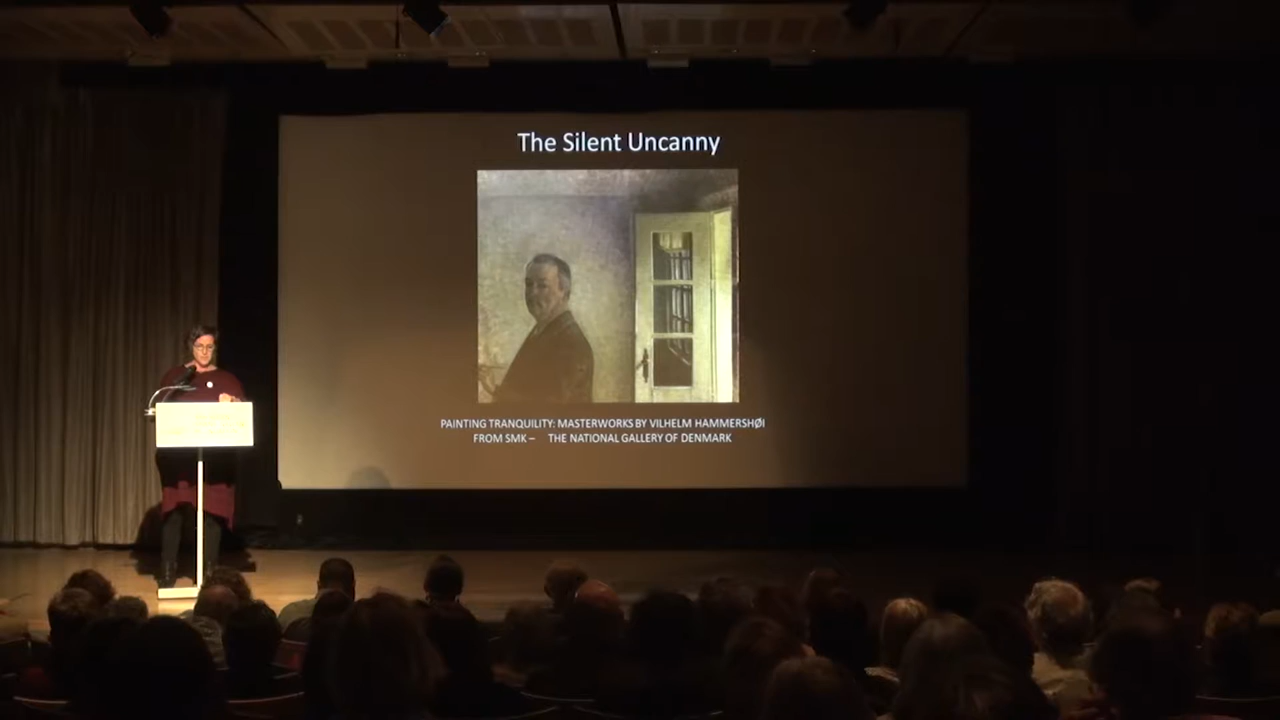 The Silent Uncanny
PAINTING TRANQUILITY: MASTERWORKS BY VILHELM HAMMERSHØI
FROM SMK – THE NATIONAL GALLERY OF DENMARK